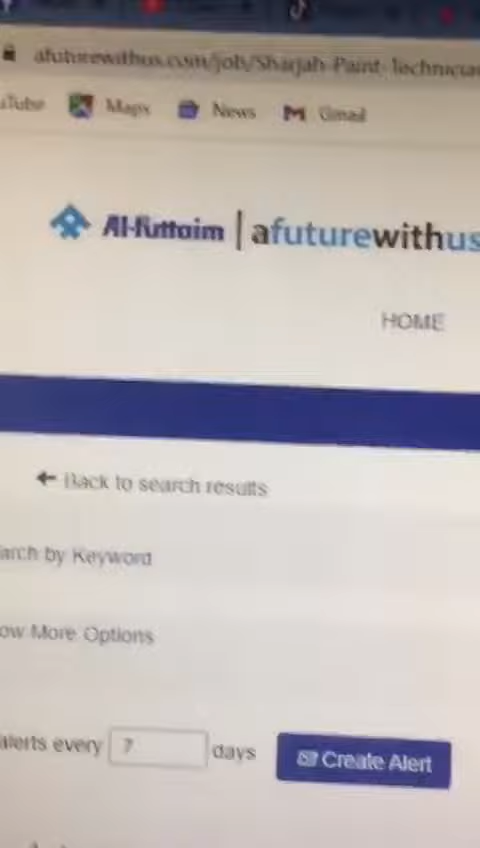 afuturewithus.com/job/Sharjah-Paint-Technician
uTube Maps News Gmail
Al-Futtaim | afuturewithus
HOME
← Back to search results
arch by Keyword
ow More Options
alerts every 7 days Create Alert